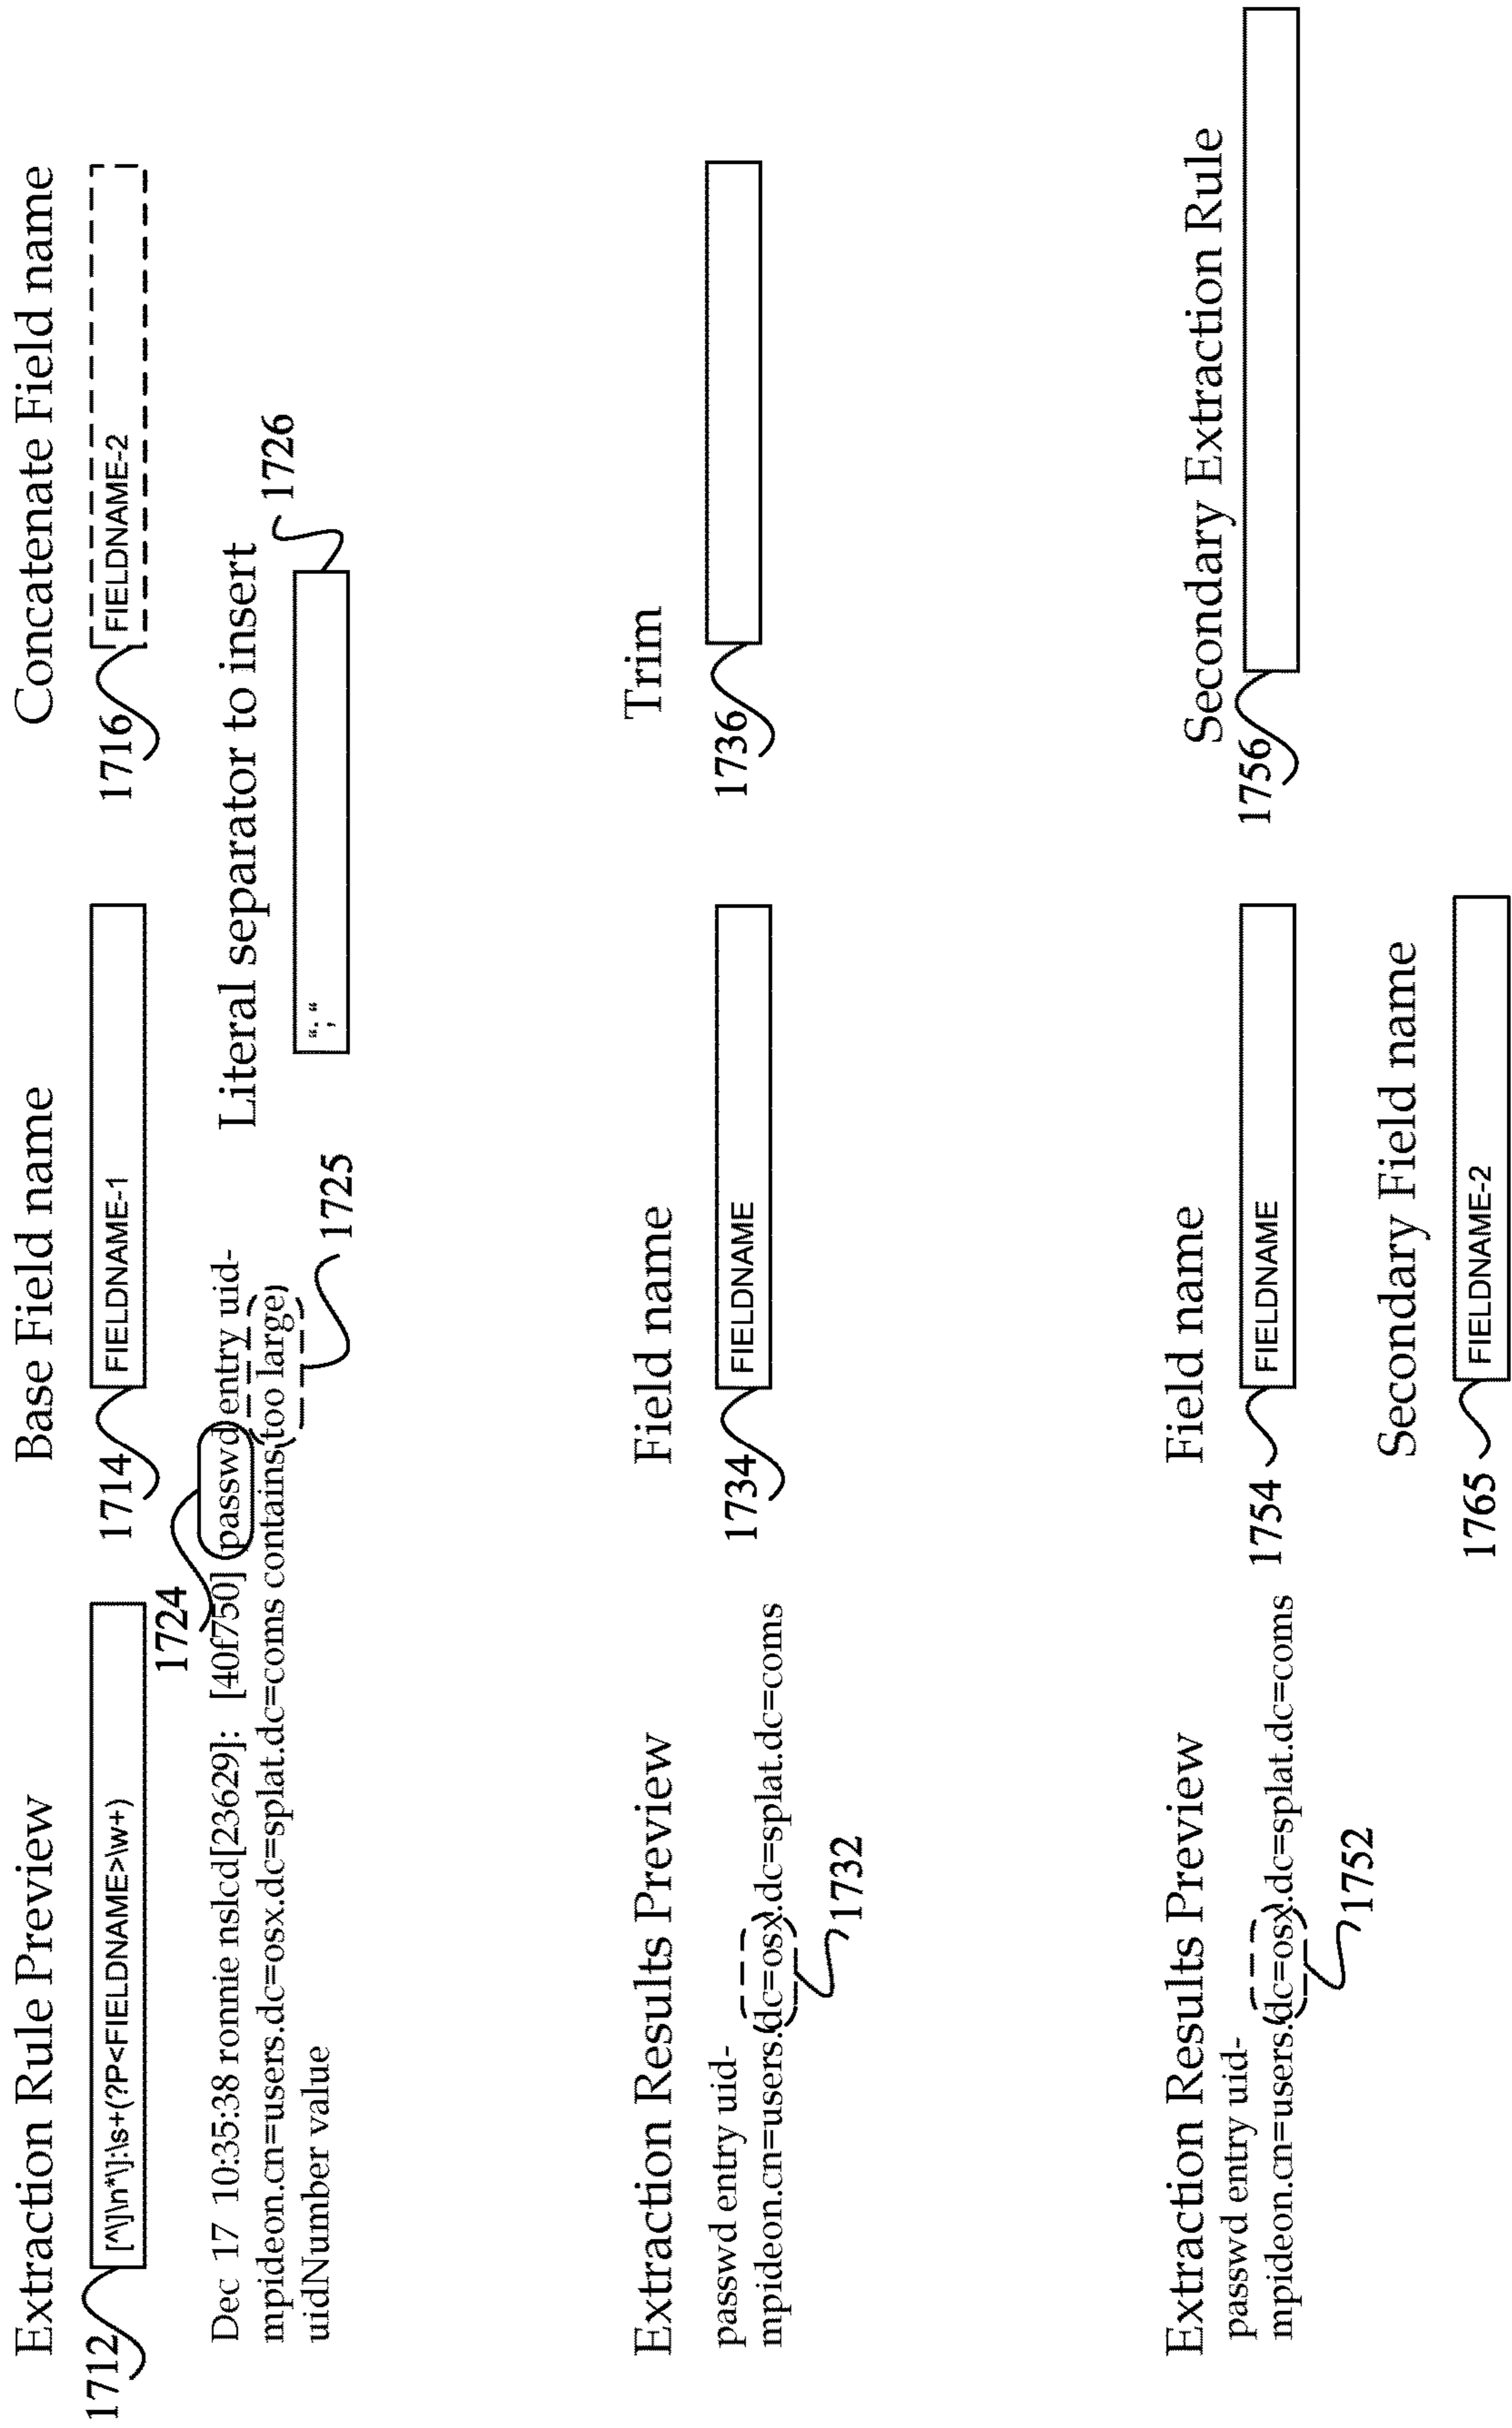 Extraction Rule Preview
Base Field name
Concatenate Field name
1712
[^\]\n*\]:\s+(?P<FIELDNAME>\w+)
1714
FIELDNAME-1
1716
FIELDNAME-2
1724
Dec 17 10:35:38 ronnie nslcd[23629]: [40f750] passwd entry uid-
mpideon.cn=users.dc=osx.dc=splat.dc=coms contains too large
uidNumber value
1725
Literal separator to insert
“; “
1726
Extraction Results Preview
Field name
Trim
passwd entry uid-
mpideon.cn=users.dc=osx.dc=splat.dc=coms
1732
1734
FIELDNAME
1736
Extraction Results Preview
Field name
Secondary Extraction Rule
passwd entry uid-
mpideon.cn=users.dc=osx.dc=splat.dc=coms
1752
1754
FIELDNAME
1756
Secondary Field name
1765
FIELDNAME-2